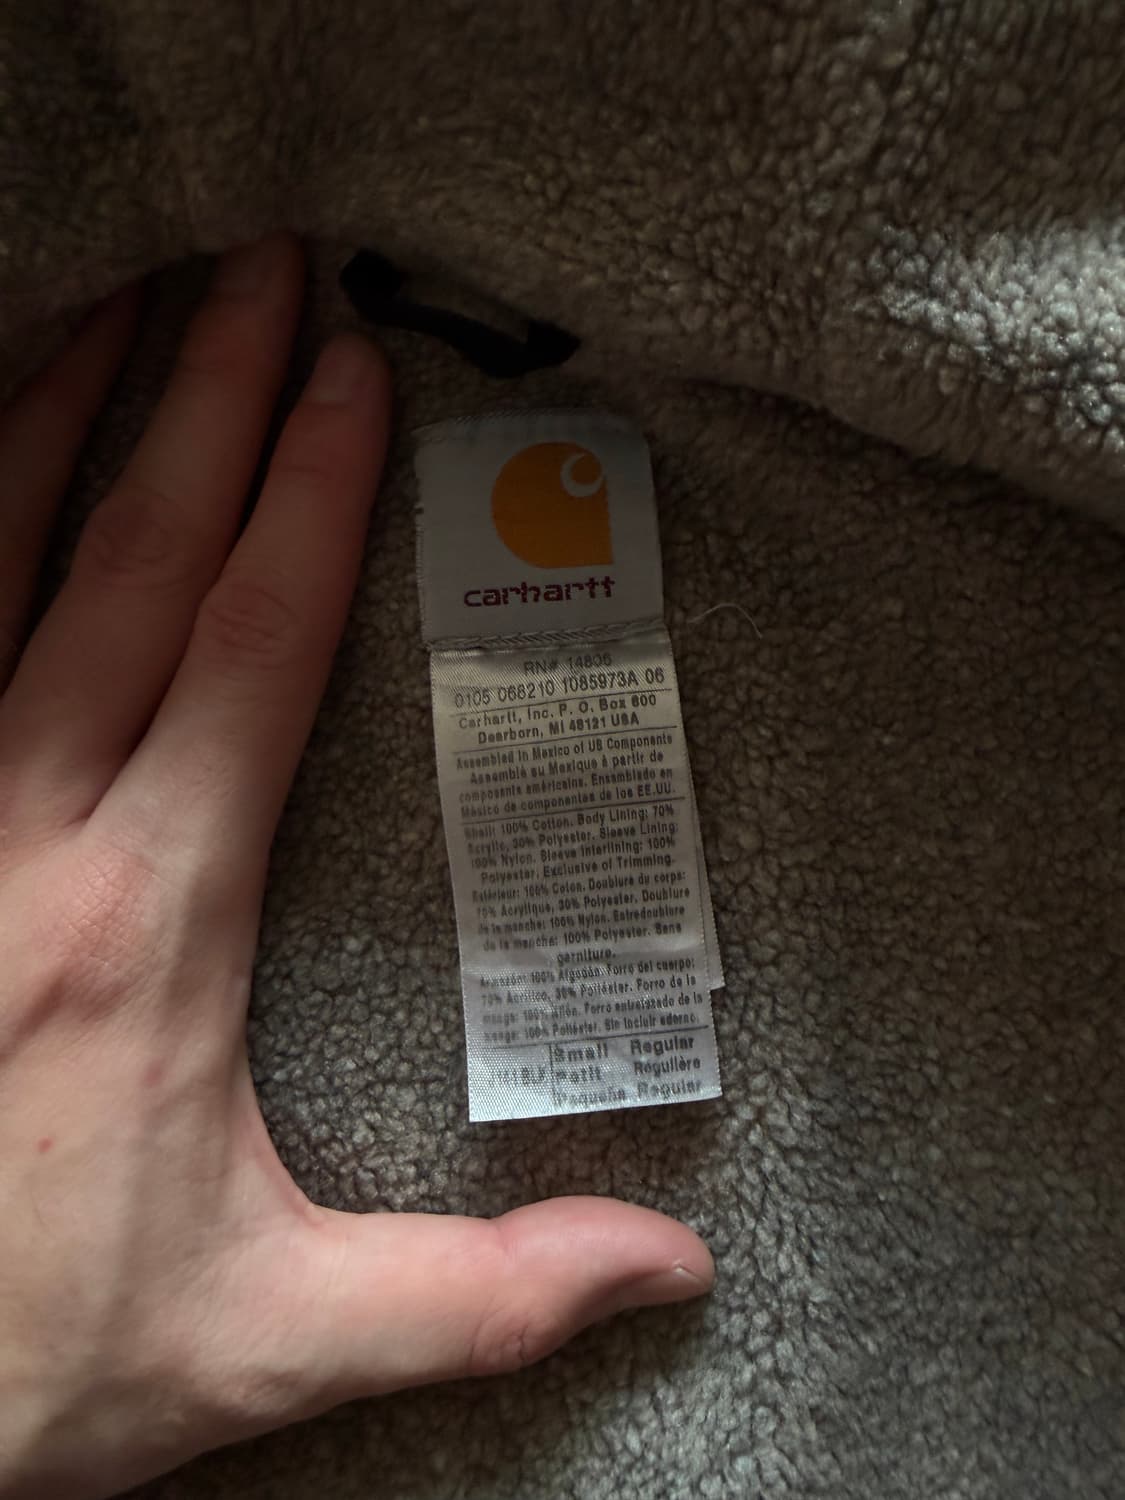 carhartt
RN# 14806
0105 068210 1085973A 06
Carhartt, Inc. P. O. Box 600
Dearborn, MI 48121 USA
Assembled in Mexico of US Components
Assemblé au Mexique à partir de
composants américains. Ensamblado en
México de componentes de los EE.UU.
Shell: 100% Cotton. Body Lining: 70%
Acrylic, 30% Polyester. Sleeve Lining:
100% Nylon. Sleeve Interlining: 100%
Polyester. Exclusive of Trimming.
Extérieur: 100% Coton. Doublure du corps:
70% Acrylique, 30% Polyester. Doublure
de la manche: 100% Nylon. Entredoublure
de la manche: 100% Polyester. Sans
garniture.
Armazón: 100% Algodón. Forro del cuerpo:
70% Acrílico, 30% Poliéster. Forro de la
manga: 100% Nilón. Forro entrelazado de la
manga: 100% Poliéster. Sin incluir adorno.
Small Regular
Petit Régulière
Pequeña Regular